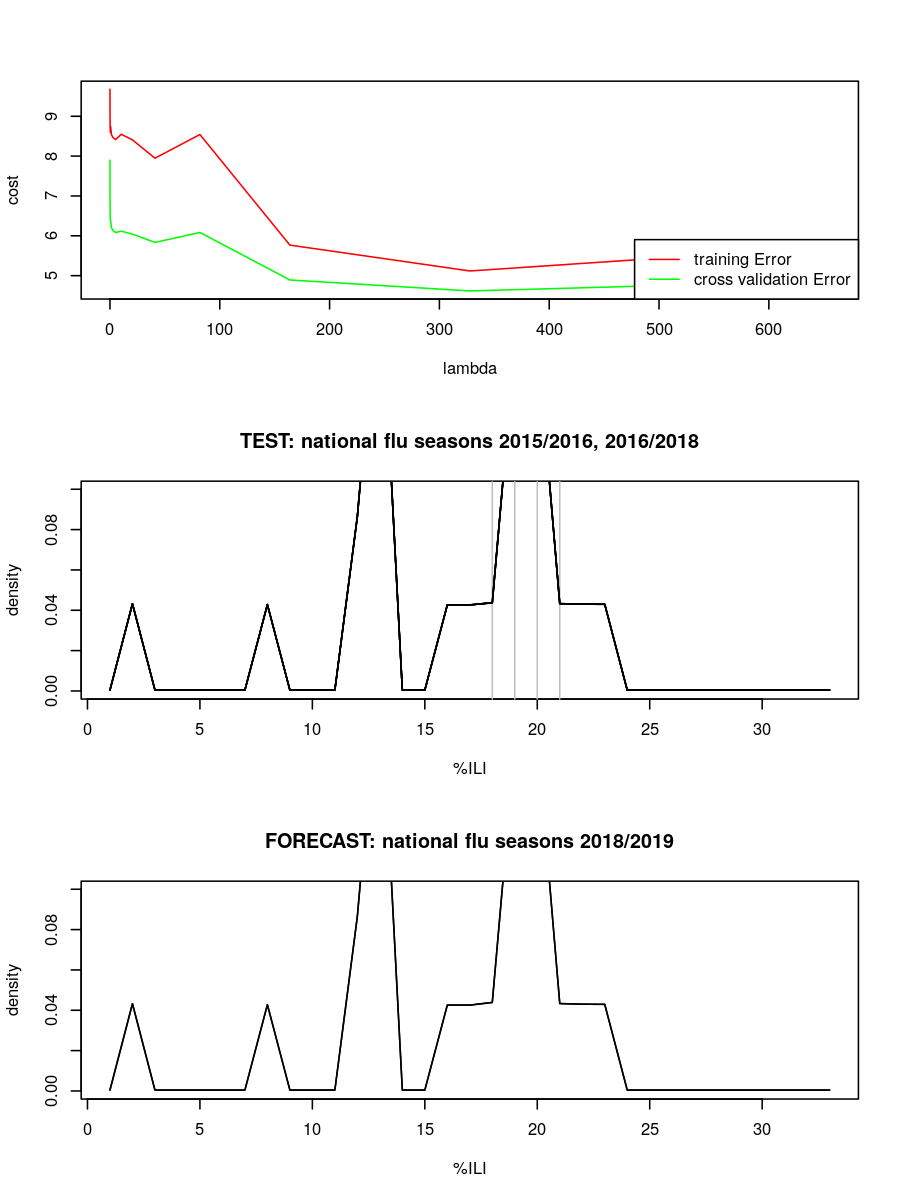 9
8
7
6
5
cost
training Error
cross validation Error
0 100 200 300 400 500 600
lambda
TEST: national flu seasons 2015/2016, 2016/2018
0.08
0.04
0.00
density
0 5 10 15 20 25 30
%ILI
FORECAST: national flu seasons 2018/2019
0.08
0.04
0.00
density
0 5 10 15 20 25 30
%ILI